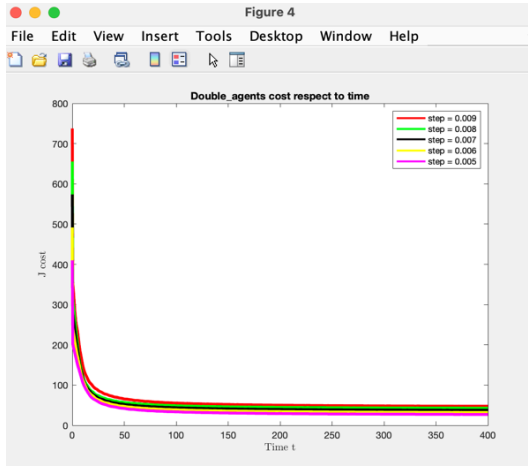 Figure 4
File Edit View Insert Tools Desktop Window Help
Double_agents cost respect to time
800
700
600
500
400
300
200
100
0
J cost
step = 0.009
step = 0.008
step = 0.007
step = 0.006
step = 0.005
0 50 100 150 200 250 300 350 400
Time t